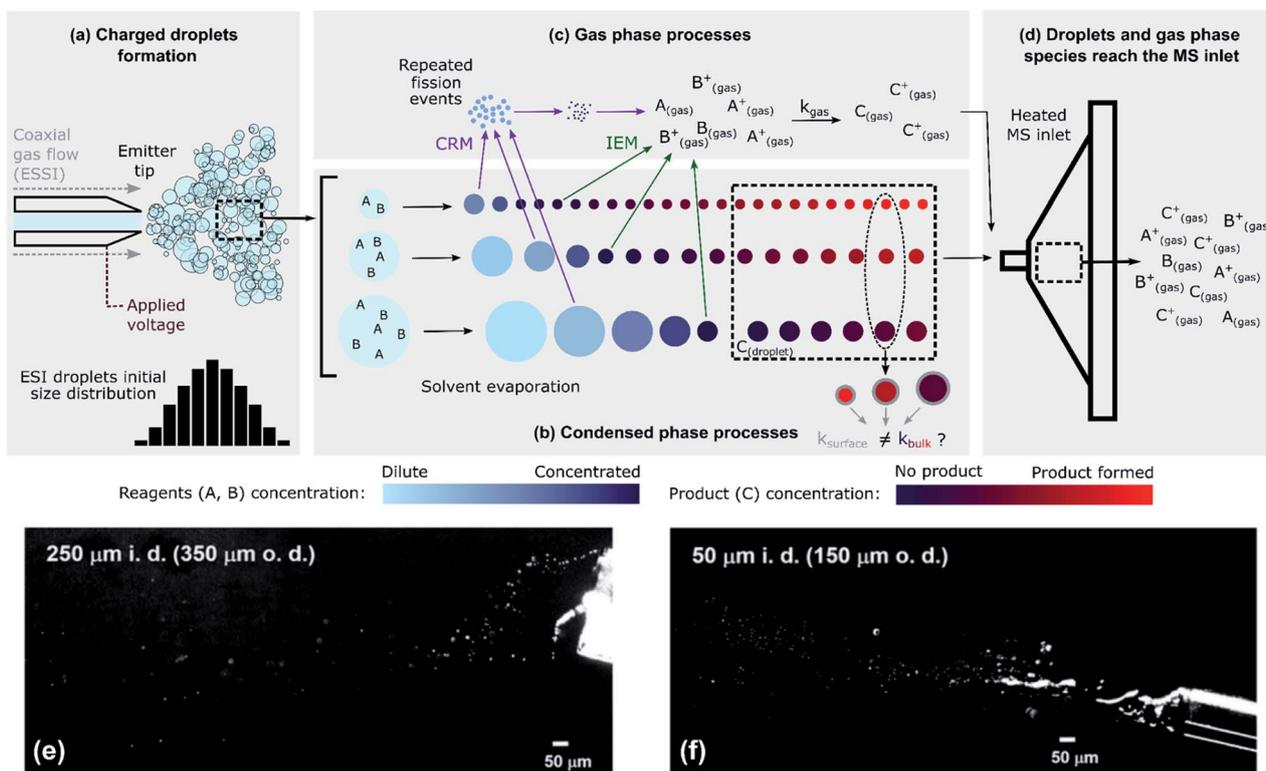 (a) Charged droplets
formation
Coaxial
gas flow
(ESSI)
Emitter
tip
Applied
voltage
ESI droplets initial
size distribution
(c) Gas phase processes
Repeated
fission
events
CRM
IEM
B⁺(gas)
A(gas) A⁺(gas)
B⁺(gas) B(gas) A⁺(gas)
kgas
C⁺(gas)
C(gas)
C⁺(gas)
A
B
A B
A
B
A
B
A B
B
A
C(droplet)
Solvent evaporation
ksurface ≠ kbulk ?
(b) Condensed phase processes
(d) Droplets and gas phase
species reach the MS inlet
Heated
MS inlet
C⁺(gas) B⁺(gas)
A⁺(gas) C⁺(gas)
B(gas) A⁺(gas)
B⁺(gas) C(gas)
C⁺(gas) A(gas)
Dilute Concentrated
Reagents (A, B) concentration:
No product Product formed
Product (C) concentration:
250 μm i. d. (350 μm o. d.)
(e)
50 μm
50 μm i. d. (150 μm o. d.)
(f)
50 μm